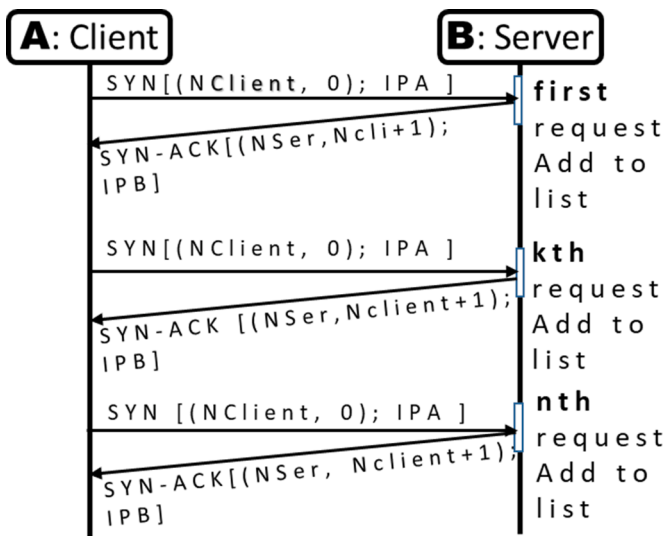 A: Client
B: Server
SYN[(NClient, 0); IPA ]
first
request
Add to
list
SYN-ACK[(NSer,Ncli+1);
IPB]
SYN[(NClient, 0); IPA ]
kth
request
Add to
list
SYN-ACK [(NSer,Nclient+1);
IPB]
SYN [(NClient, 0); IPA ]
nth
request
Add to
list
SYN-ACK[(NSer, Nclient+1);
IPB]